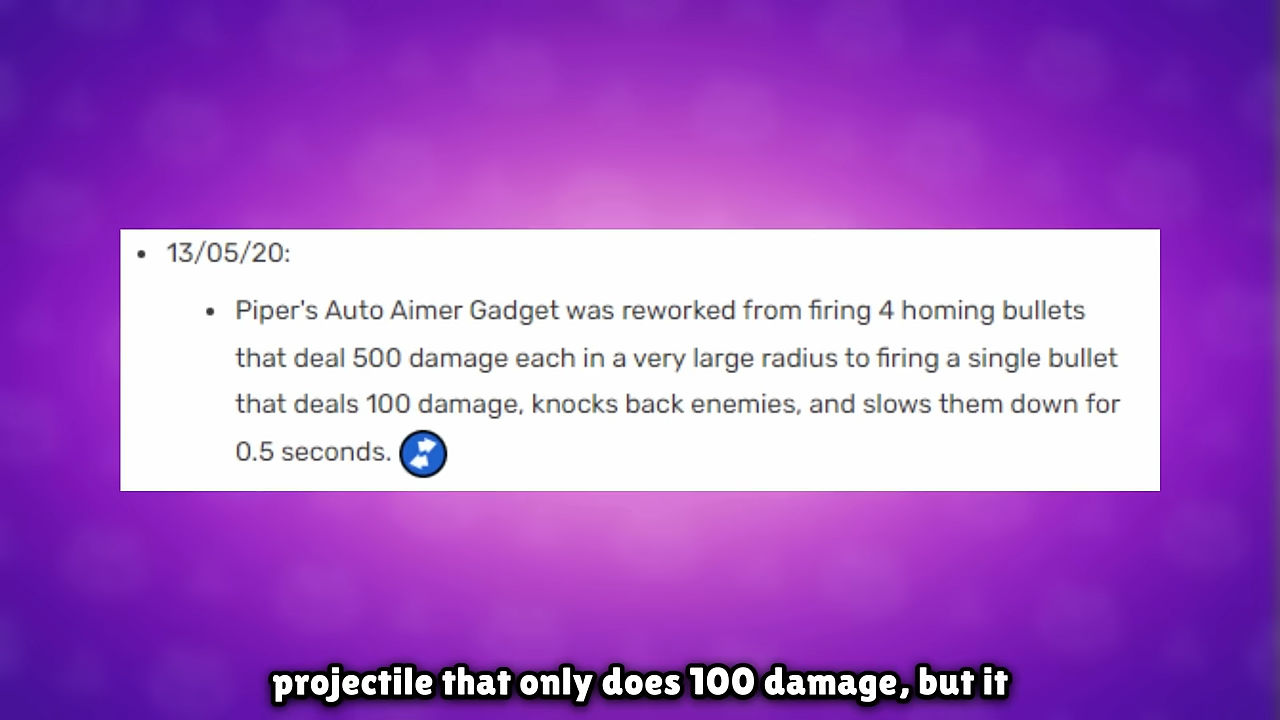 13/05/20:
Piper's Auto Aimer Gadget was reworked from firing 4 homing bullets
that deal 500 damage each in a very large radius to firing a single bullet
that deals 100 damage, knocks back enemies, and slows them down for
0.5 seconds.
projectile that only does 100 damage, but it